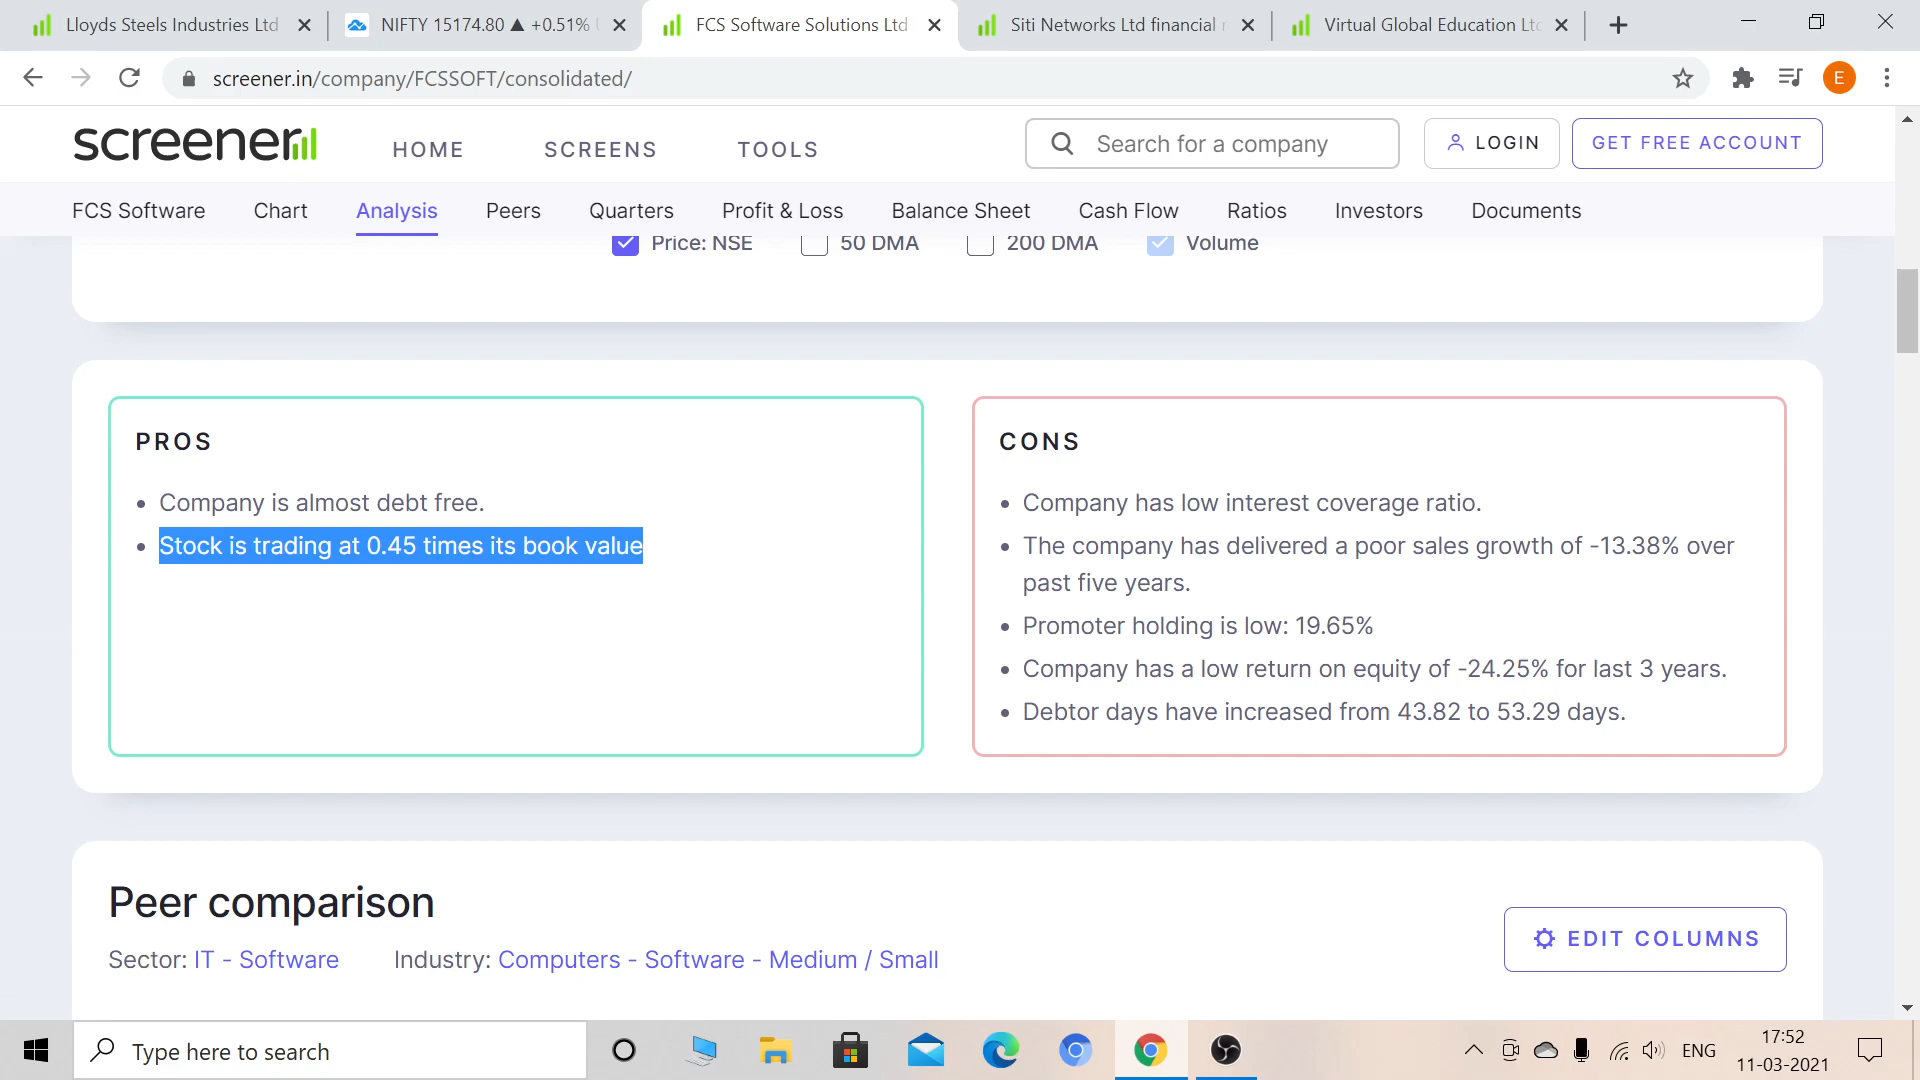 Lloyds Steels Industries Ltd
NIFTY 15174.80 ▲ +0.51%
FCS Software Solutions Ltd
Siti Networks Ltd financial
Virtual Global Education
screener.in/company/FCSSOFT/consolidated/
E
screener
HOME
SCREENS
TOOLS
Search for a company
LOGIN
GET FREE ACCOUNT
FCS Software
Chart
Analysis
Peers
Quarters
Profit & Loss
Balance Sheet
Cash Flow
Ratios
Investors
Documents
Price: NSE
50 DMA
200 DMA
Volume
PROS
• Company is almost debt free.
• Stock is trading at 0.45 times its book value
CONS
• Company has low interest coverage ratio.
• The company has delivered a poor sales growth of -13.38% over
past five years.
• Promoter holding is low: 19.65%
• Company has a low return on equity of -24.25% for last 3 years.
• Debtor days have increased from 43.82 to 53.29 days.
Peer comparison
Sector: IT - Software
Industry: Computers - Software - Medium / Small
EDIT COLUMNS
Type here to search
ENG
17:52
11-03-2021